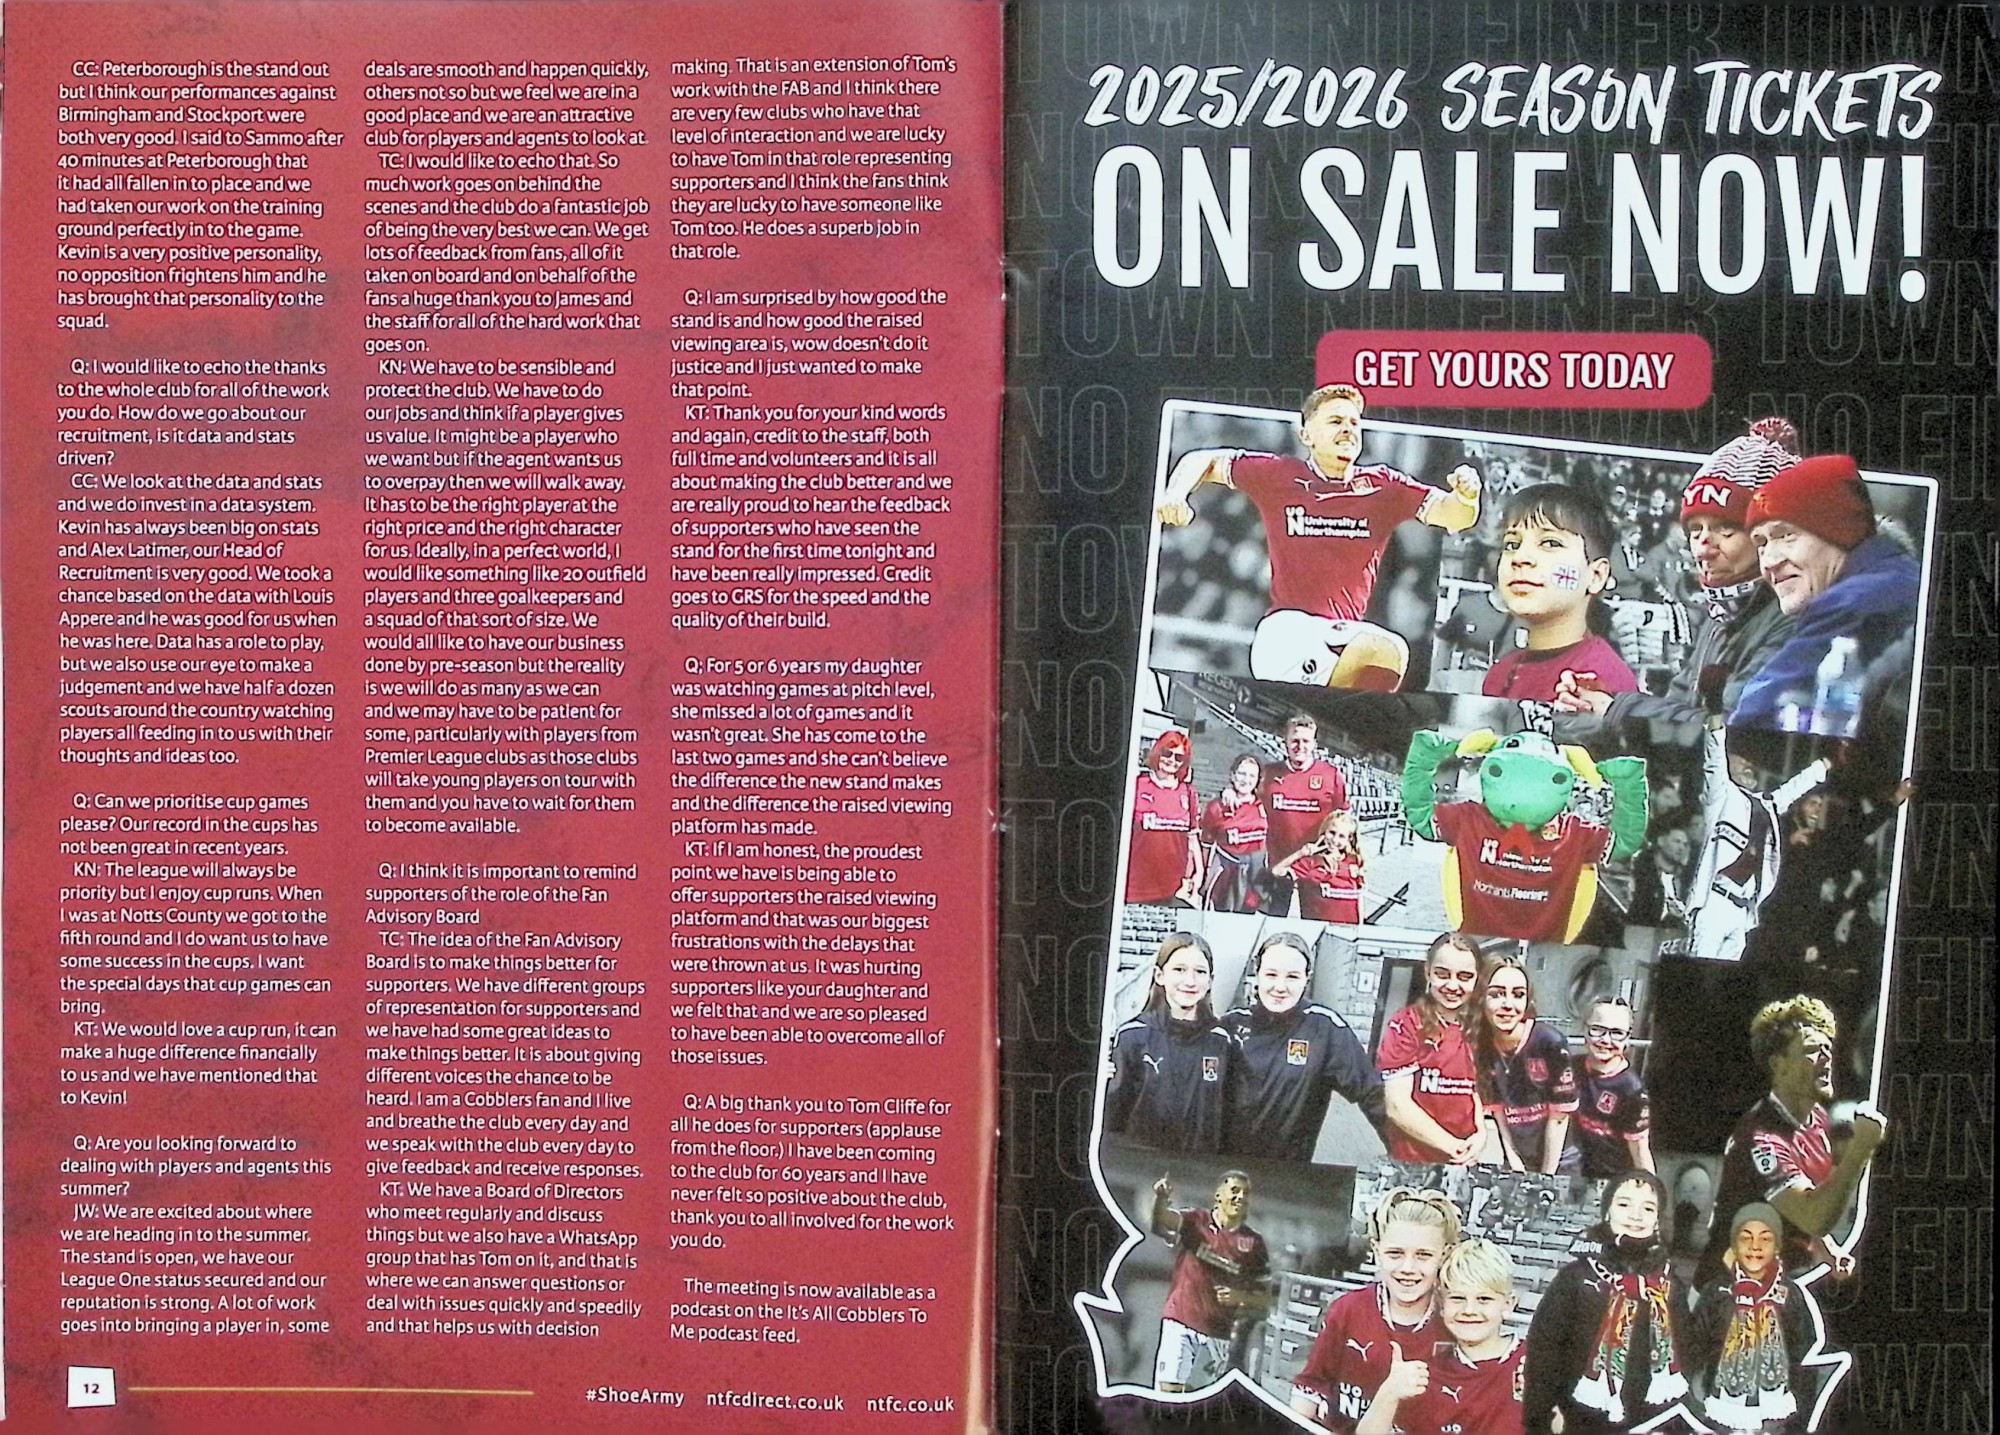 CC: Peterborough is the stand out
but I think our performances against
Birmingham and Stockport were
both very good. I said to Sammo after
40 minutes at Peterborough that
it had all fallen in to place and we
had taken our work on the training
ground perfectly in to the game.
Kevin is a very positive personality,
no opposition frightens him and he
has brought that personality to the
squad.
Q: I would like to echo the thanks
to the whole club for all of the work
you do. How do we go about our
recruitment, is it data and stats
driven?
CC: We look at the data and stats
and we do invest in a data system.
Kevin has always been big on stats
and Alex Latimer, our Head of
Recruitment is very good. We took a
chance based on the data with Louis
Appere and he was good for us when
he was here. Data has a role to play,
but we also use our eye to make a
judgement and we have half a dozen
scouts around the country watching
players all feeding in to us with their
thoughts and ideas too.
Q: Can we prioritise cup games
please? Our record in the cups has
not been great in recent years.
KN: The league will always be
priority but I enjoy cup runs. When
I was at Notts County we got to the
fifth round and I do want us to have
some success in the cups. I want
the special days that cup games can
bring.
KT: We would love a cup run, it can
make a huge difference financially
to us and we have mentioned that
to Kevin!
Q: Are you looking forward to
dealing with players and agents this
summer?
JW: We are excited about where
we are heading in to the summer.
The stand is open, we have our
League One status secured and our
reputation is strong. A lot of work
goes into bringing a player in, some
deals are smooth and happen quickly,
others not so but we feel we are in a
good place and we are an attractive
club for players and agents to look at.
TC: I would like to echo that. So
much work goes on behind the
scenes and the club do a fantastic job
of being the very best we can. We get
lots of feedback from fans, all of it
taken on board and on behalf of the
fans a huge thank you to James and
the staff for all of the hard work that
goes on.
KN: We have to be sensible and
protect the club. We have to do
our jobs and think if a player gives
us value. It might be a player who
we want but if the agent wants us
to overpay then we will walk away.
It has to be the right player at the
right price and the right character
for us. Ideally, in a perfect world, I
would like something like 20 outfield
players and three goalkeepers and
a squad of that sort of size. We
would all like to have our business
done by pre-season but the reality
is we will do as many as we can
and we may have to be patient for
some, particularly with players from
Premier League clubs as those clubs
will take young players on tour with
them and you have to wait for them
to become available.
Q: I think it is important to remind
supporters of the role of the Fan
Advisory Board
TC: The idea of the Fan Advisory
Board is to make things better for
supporters. We have different groups
of representation for supporters and
we have had some great ideas to
make things better. It is about giving
different voices the chance to be
heard. I am a Cobblers fan and I live
and breathe the club every day and
we speak with the club every day to
give feedback and receive responses.
KT: We have a Board of Directors
who meet regularly and discuss
things but we also have a WhatsApp
group that has Tom on it, and that is
where we can answer questions or
deal with issues quickly and speedily
and that helps us with decision
making. That is an extension of Tom's
work with the FAB and I think there
are very few clubs who have that
level of interaction and we are lucky
to have Tom in that role representing
supporters and I think the fans think
they are lucky to have someone like
Tom too. He does a superb job in
that role.
Q: I am surprised by how good the
stand is and how good the raised
viewing area is, wow doesn't do it
justice and I just wanted to make
that point.
KT: Thank you for your kind words
and again, credit to the staff, both
full time and volunteers and it is all
about making the club better and we
are really proud to hear the feedback
of supporters who have seen the
stand for the first time tonight and
have been really impressed. Credit
goes to GRS for the speed and the
quality of their build.
Q; For 5 or 6 years my daughter
was watching games at pitch level,
she missed a lot of games and it
wasn't great. She has come to the
last two games and she can't believe
the difference the new stand makes
and the difference the raised viewing
platform has made.
KT: If I am honest, the proudest
point we have is being able to
offer supporters the raised viewing
platform and that was our biggest
frustrations with the delays that
were thrown at us. It was hurting
supporters like your daughter and
we felt that and we are so pleased
to have been able to overcome all of
those issues.
Q: A big thank you to Tom Cliffe for
all he does for supporters (applause
from the floor.) I have been coming
to the club for 60 years and I have
never felt so positive about the club,
thank you to all involved for the work
you do.
The meeting is now available as a
podcast on the It's All Cobblers To
Me podcast feed.
12
#ShoeArmy ntfcdirect.co.uk ntfc.co.uk
2025/2026 SEASON TICKETS
ON SALE NOW!
GET YOURS TODAY
UON University of
Northampton